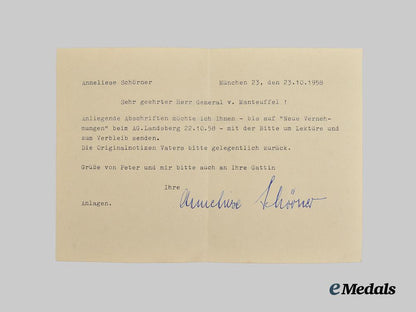 Anneliese Schörner München 23, den 23.10.1958
Sehr geehrter Herr General v. Manteuffel !
Anliegende Abschriften möchte ich Ihnen - bis auf "Neue Verneh-
mungen" beim AG.Landsberg 22.10.58 - mit der Bitte um Lektüre und
zum Verbleib senden.
Die Originalnotizen Vaters bitte gelegentlich zurück.
Grüße von Peter und mir bitte auch an Ihre Gattin
Ihre
Anneliese Schörner
Anlagen.
eMedals